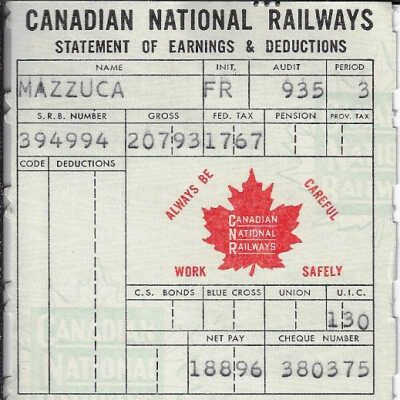 CANADIAN NATIONAL RAILWAYS
STATEMENT OF EARNINGS & DEDUCTIONS
NAME INIT. AUDIT PERIOD
MAZZUCA FR 935 3
S.R.B. NUMBER GROSS FED. TAX PENSION PROV. TAX
394994 20793 1767
CODE DEDUCTIONS
ALWAYS BE CAREFUL
CANADIAN
NATIONAL
RAILWAYS
WORK SAFELY
C.S. BONDS BLUE CROSS UNION U.I.C.
130
NET PAY CHEQUE NUMBER
18896 380375
CANADIAN
NATIONAL